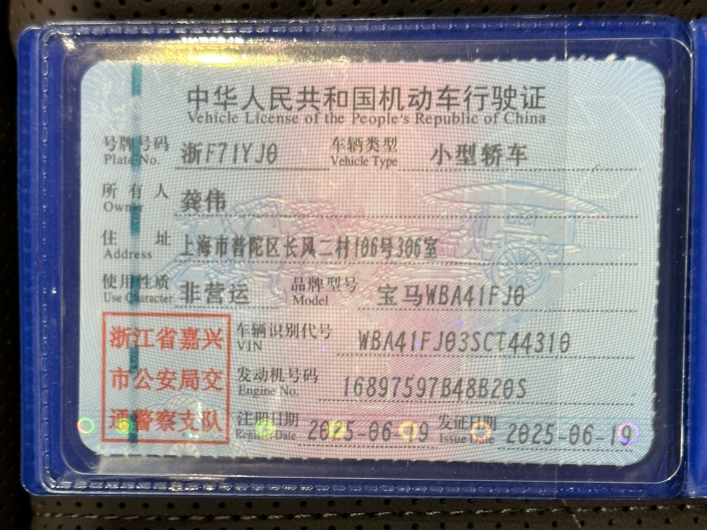 中华人民共和国机动车行驶证
Vehicle License of the People's Republic of China
号牌号码 浙F71YJ0 车辆类型 小型轿车
Plate No. Vehicle Type
所有人 龚伟
Owner
住址 上海市普陀区长风二村106号306室
Address
使用性质 非营运 品牌型号 宝马WBA41FJ0
Use Character Model
浙江省嘉兴
市公安局交
通警察支队
车辆识别代号 WBA41FJ03SCT44310
VIN
发动机号码 16897597B48B20S
Engine No.
注册日期 2025-06-19 发证日期 2025-06-19
Register Date Issue Date